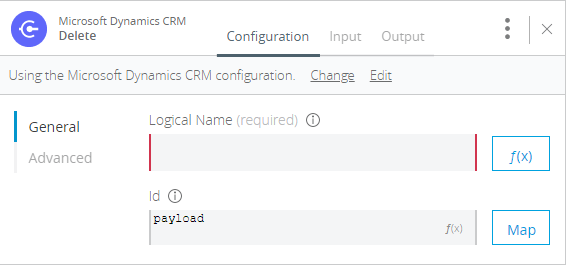 Microsoft Dynamics CRM
Delete
Configuration Input Output
Using the Microsoft Dynamics CRM configuration. Change Edit
General
Advanced
Logical Name (required)
ƒ(x)
Id
payload
ƒ(x)
Map